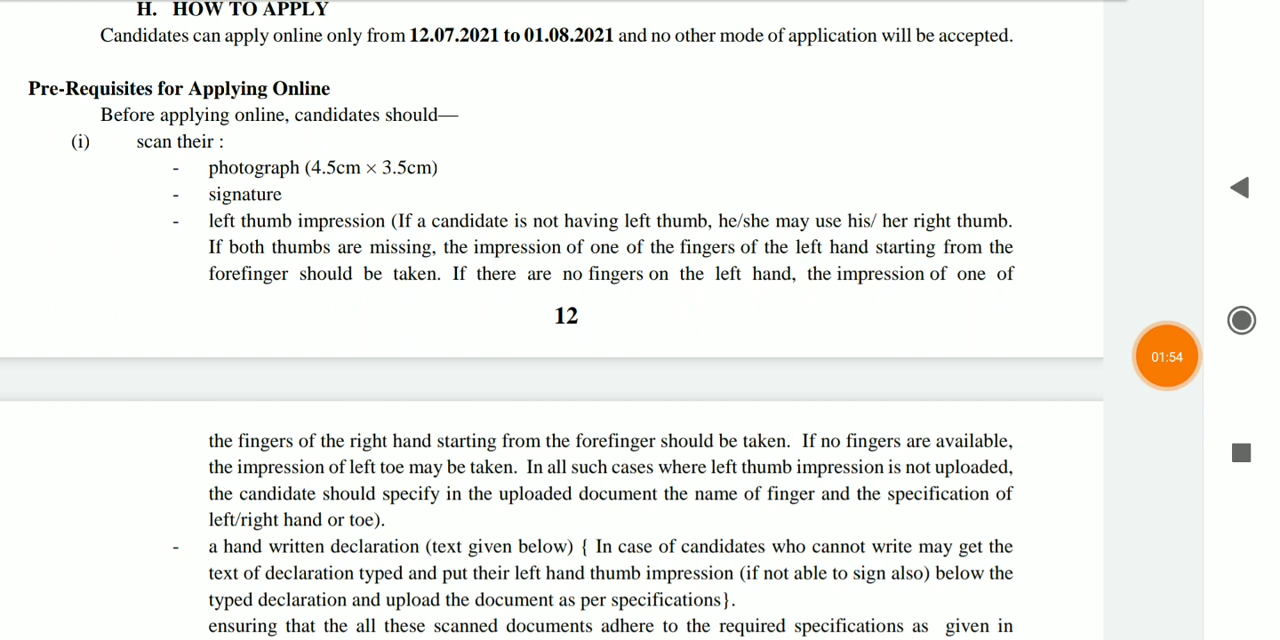 H. HOW TO APPLY
Candidates can apply online only from 12.07.2021 to 01.08.2021 and no other mode of application will be accepted.
Pre-Requisites for Applying Online
Before applying online, candidates should—
(i) scan their :
- photograph (4.5cm × 3.5cm)
- signature
- left thumb impression (If a candidate is not having left thumb, he/she may use his/ her right thumb.
If both thumbs are missing, the impression of one of the fingers of the left hand starting from the
forefinger should be taken. If there are no fingers on the left hand, the impression of one of
12
01:54
the fingers of the right hand starting from the forefinger should be taken. If no fingers are available,
the impression of left toe may be taken. In all such cases where left thumb impression is not uploaded,
the candidate should specify in the uploaded document the name of finger and the specification of
left/right hand or toe).
- a hand written declaration (text given below) { In case of candidates who cannot write may get the
text of declaration typed and put their left hand thumb impression (if not able to sign also) below the
typed declaration and upload the document as per specifications}.
ensuring that the all these scanned documents adhere to the required specifications as given in